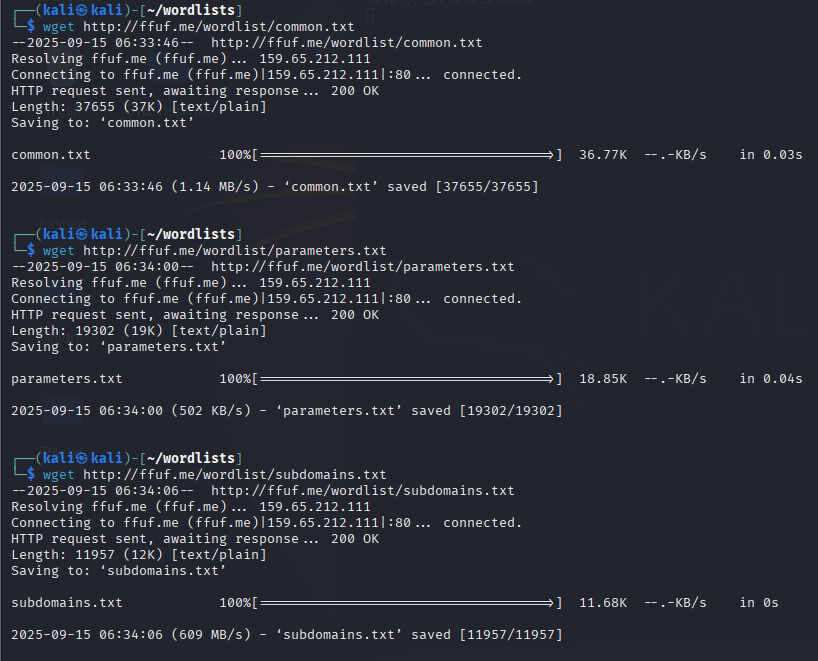 ┌──(kali㉿kali)-[~/wordlists]
└─$ wget http://ffuf.me/wordlist/common.txt
--2025-09-15 06:33:46--  http://ffuf.me/wordlist/common.txt
Resolving ffuf.me (ffuf.me)... 159.65.212.111
Connecting to ffuf.me (ffuf.me)|159.65.212.111|:80... connected.
HTTP request sent, awaiting response... 200 OK
Length: 37655 (37K) [text/plain]
Saving to: ‘common.txt’
common.txt 100%[===================================>] 36.77K --.-KB/s in 0.03s
2025-09-15 06:33:46 (1.14 MB/s) - ‘common.txt’ saved [37655/37655]
┌──(kali㉿kali)-[~/wordlists]
└─$ wget http://ffuf.me/wordlist/parameters.txt
--2025-09-15 06:34:00--  http://ffuf.me/wordlist/parameters.txt
Resolving ffuf.me (ffuf.me)... 159.65.212.111
Connecting to ffuf.me (ffuf.me)|159.65.212.111|:80... connected.
HTTP request sent, awaiting response... 200 OK
Length: 19302 (19K) [text/plain]
Saving to: ‘parameters.txt’
parameters.txt 100%[===================================>] 18.85K --.-KB/s in 0.04s
2025-09-15 06:34:00 (502 KB/s) - ‘parameters.txt’ saved [19302/19302]
┌──(kali㉿kali)-[~/wordlists]
└─$ wget http://ffuf.me/wordlist/subdomains.txt
--2025-09-15 06:34:06--  http://ffuf.me/wordlist/subdomains.txt
Resolving ffuf.me (ffuf.me)... 159.65.212.111
Connecting to ffuf.me (ffuf.me)|159.65.212.111|:80... connected.
HTTP request sent, awaiting response... 200 OK
Length: 11957 (12K) [text/plain]
Saving to: ‘subdomains.txt’
subdomains.txt 100%[===================================>] 11.68K --.-KB/s in 0s
2025-09-15 06:34:06 (609 MB/s) - ‘subdomains.txt’ saved [11957/11957]